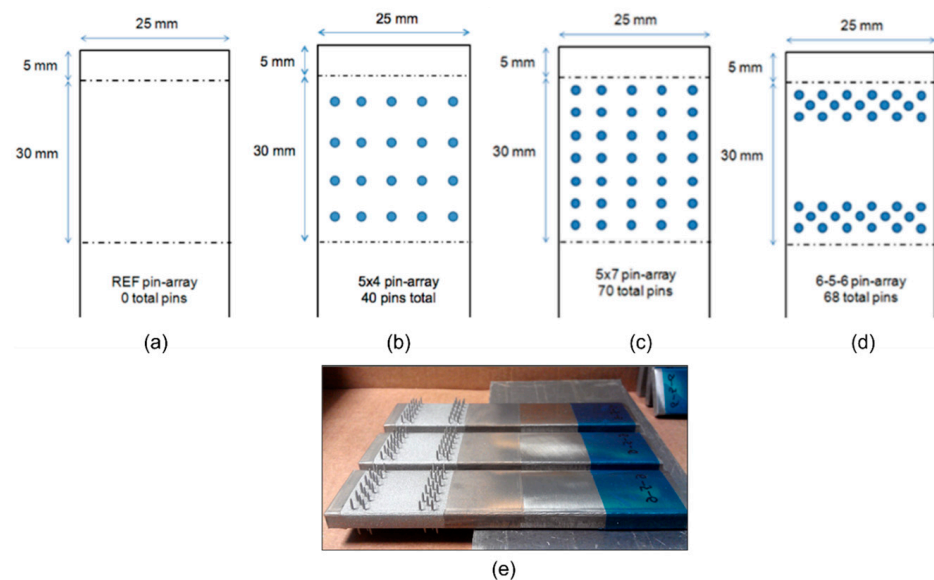 25 mm
5 mm
30 mm
REF pin-array
0 total pins
(a)
25 mm
5 mm
30 mm
5x4 pin-array
40 pins total
(b)
25 mm
5 mm
30 mm
5x7 pin-array
70 total pins
(c)
25 mm
5 mm
30 mm
6-5-6 pin-array
68 total pins
(d)
(e)